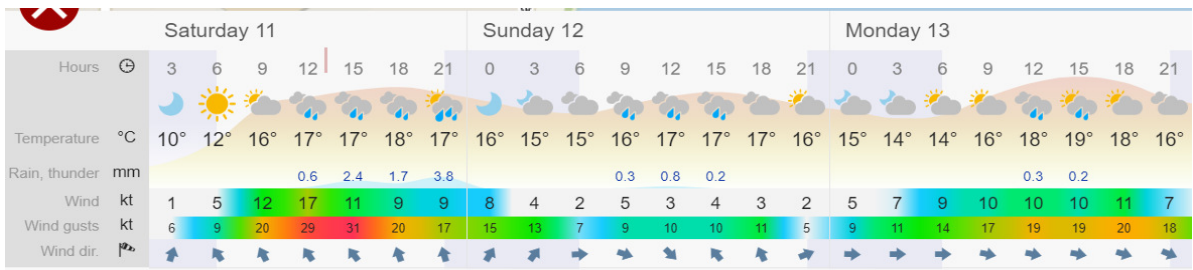 Saturday 11 Sunday 12 Monday 13
Hours 3 6 9 12 15 18 21 0 3 6 9 12 15 18 21 0 3 6 9 12 15 18 21
Temperature °C 10° 12° 16° 17° 17° 18° 17° 16° 15° 15° 16° 17° 17° 17° 16° 15° 14° 14° 16° 18° 19° 18° 16°
Rain, thunder mm 0.6 2.4 1.7 3.8 0.3 0.8 0.2 0.3 0.2
Wind kt 1 5 12 17 11 9 9 8 4 2 5 3 4 3 2 5 7 9 10 10 10 11 7
Wind gusts kt 6 9 20 29 31 20 17 15 13 7 9 10 10 11 5 9 11 14 17 19 19 20 18
Wind dir.